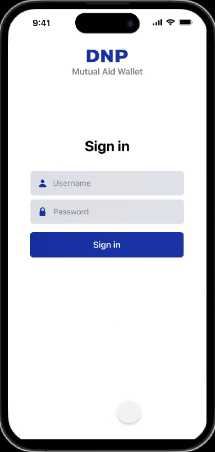 9:41
DNP
Mutual Aid Wallet
Sign in
Username
Password
Sign in